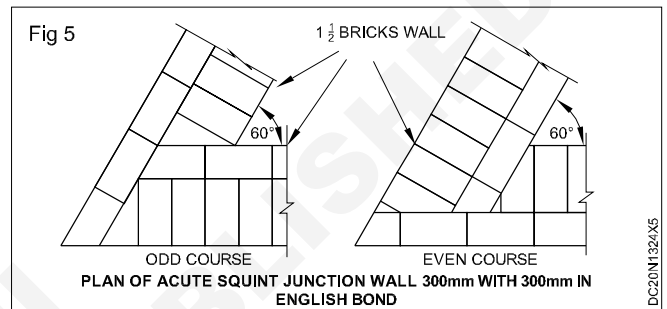 Fig 5
1 1/2 BRICKS WALL
60°
60°
ODD COURSE
EVEN COURSE
PLAN OF ACUTE SQUINT JUNCTION WALL 300mm WITH 300mm IN
ENGLISH BOND
DC20N1324X5